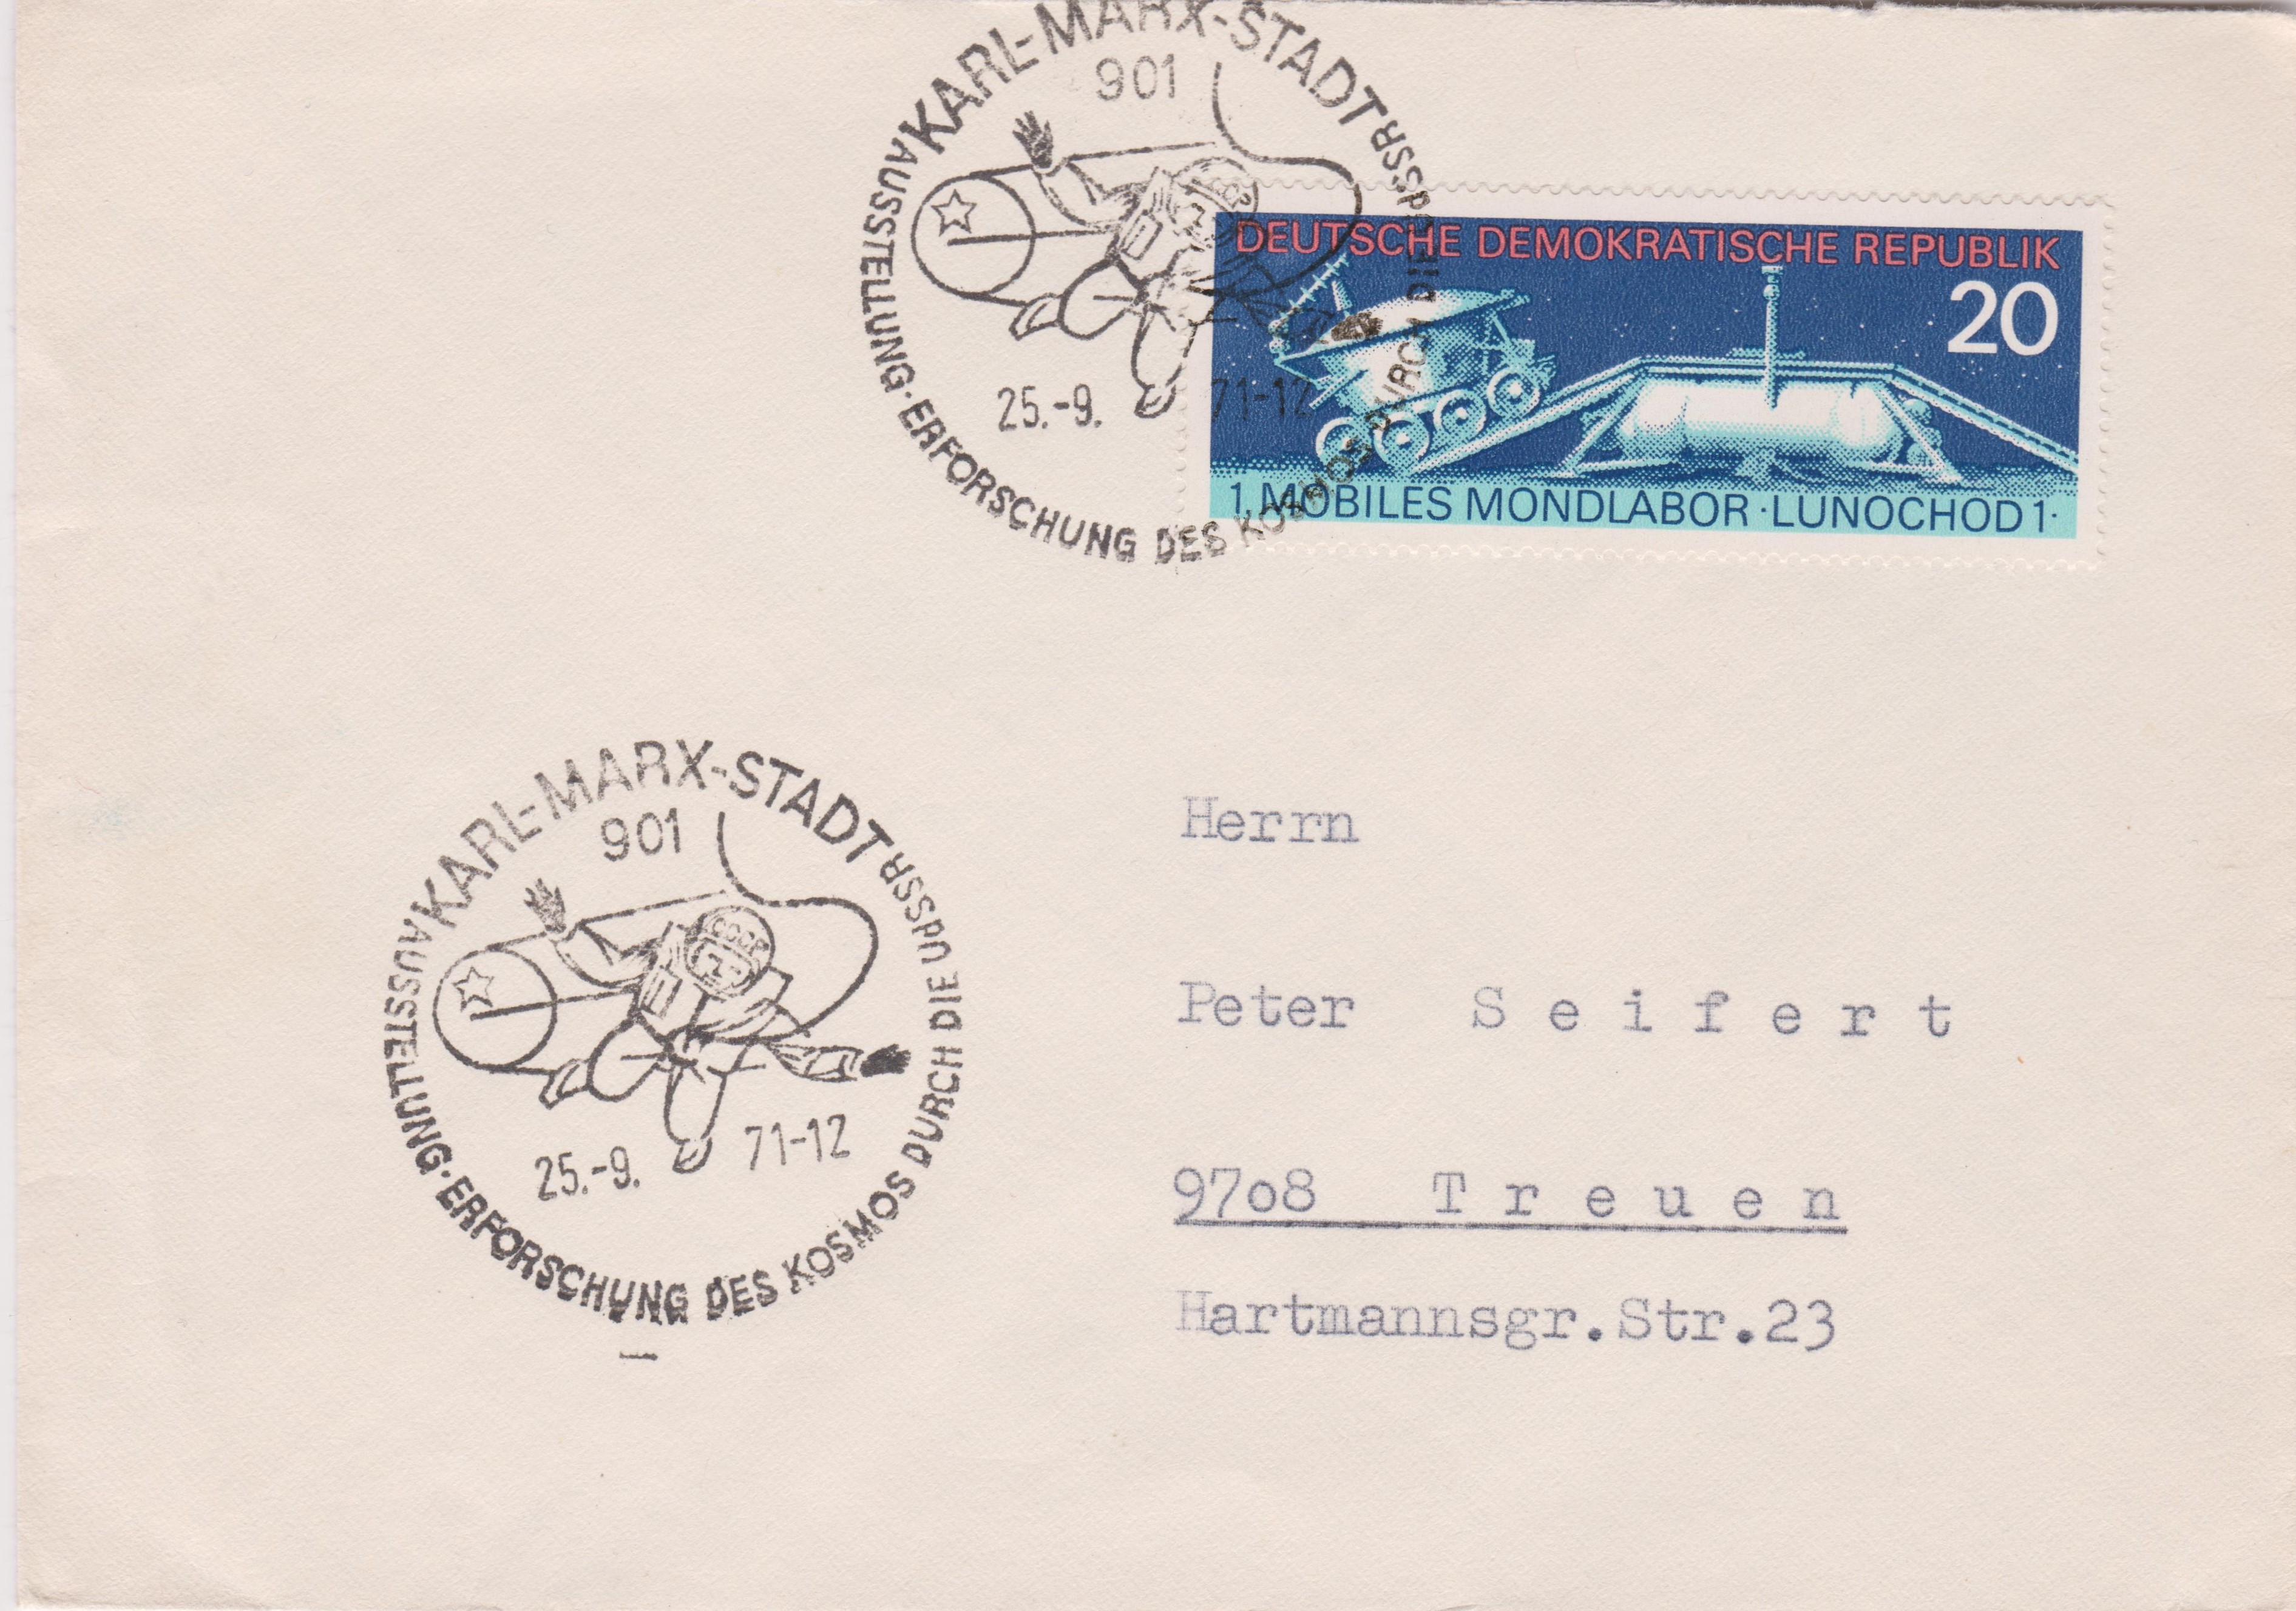 KARL-MARX-STADT
901
25.-9. 71-12
AUSSTELLUNG · ERFORSCHUNG DES KOSMOS DURCH DIE UdSSR
DEUTSCHE DEMOKRATISCHE REPUBLIK
20
1. MOBILES MONDLABOR · LUNOCHOD 1 ·
KARL-MARX-STADT
901
CCCP
25.-9. 71-12
AUSSTELLUNG · ERFORSCHUNG DES KOSMOS DURCH DIE UdSSR
Herrn
Peter S e i f e r t
97o8 T r e u e n
Hartmannsgr.Str.23